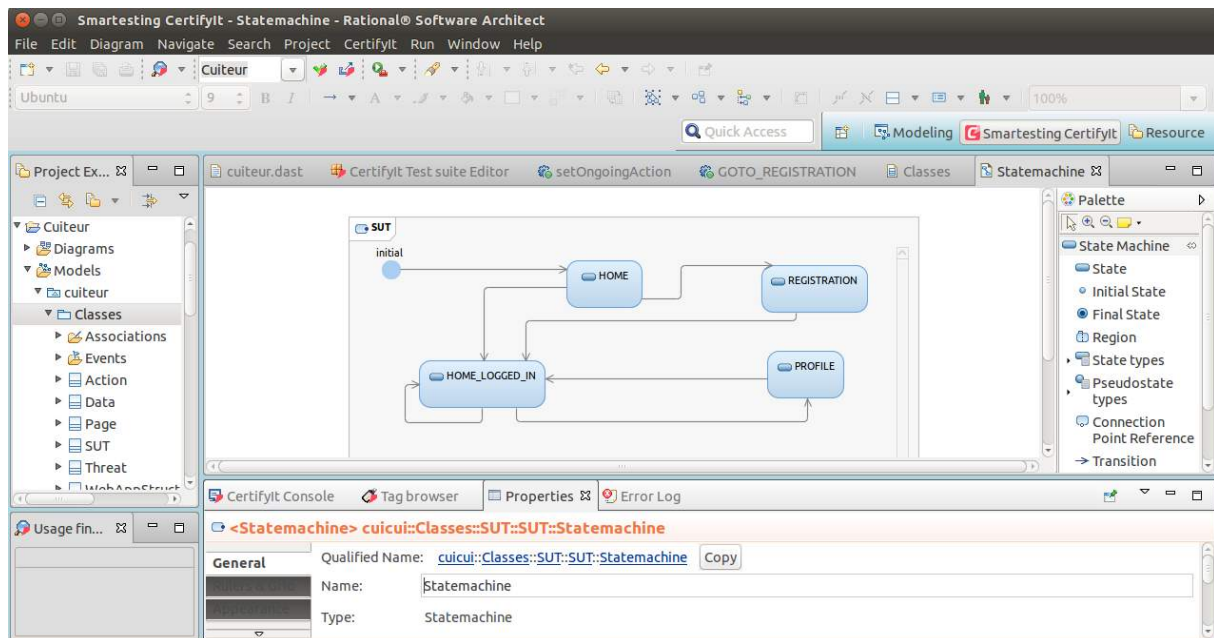 Smartesting CertifyIt - Statemachine - Rational® Software Architect
File Edit Diagram Navigate Search Project CertifyIt Run Window Help
Cuiteur
Ubuntu 9 B I A 100%
Quick Access Modeling Smartesting CertifyIt Resource
Project Ex...
cuiteur.dast CertifyIt Test suite Editor setOngoingAction GOTO_REGISTRATION Classes Statemachine
Cuiteur
Diagrams
Models
cuiteur
Classes
Associations
Events
Action
Data
Page
SUT
Threat
WebAppStruct
SUT
initial
HOME
REGISTRATION
HOME_LOGGED_IN
PROFILE
Palette
State Machine
State
Initial State
Final State
Region
State types
Pseudostate
types
Connection
Point Reference
Transition
Usage fin...
CertifyIt Console Tag browser Properties Error Log
<Statemachine> cuicui::Classes::SUT::SUT::Statemachine
General
Appearance
Qualified Name: cuicui::Classes::SUT::SUT::Statemachine Copy
Name: Statemachine
Type: Statemachine